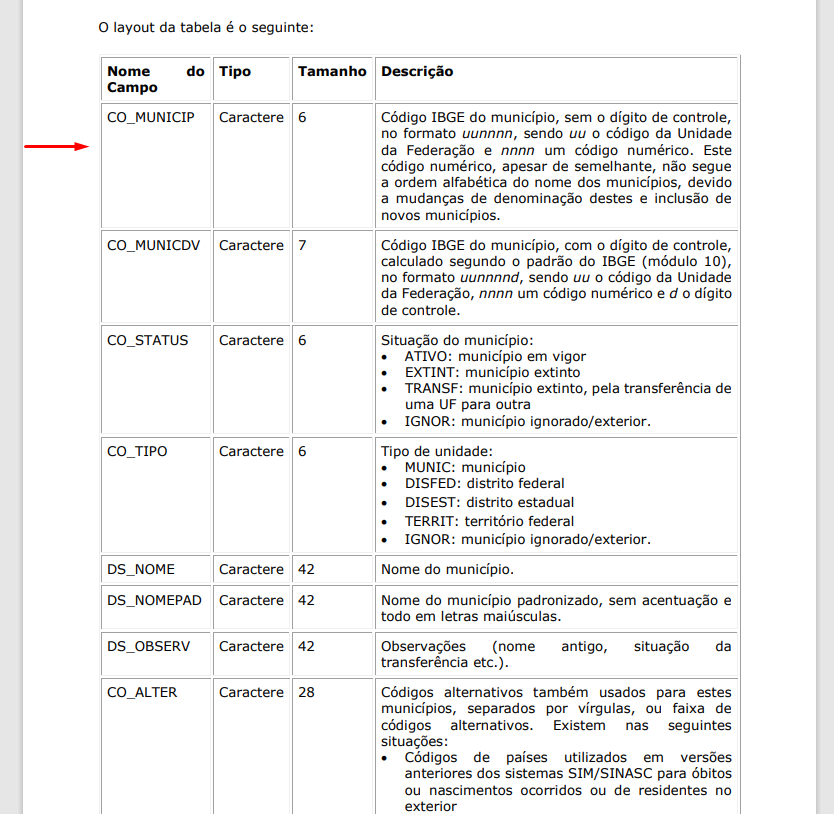 O layout da tabela é o seguinte:
Nome do Tipo Tamanho Descrição
Campo
CO_MUNICIP Caractere 6 Código IBGE do município, sem o dígito de controle,
no formato uunnnn, sendo uu o código da Unidade
da Federação e nnnn um código numérico. Este
código numérico, apesar de semelhante, não segue
a ordem alfabética do nome dos municípios, devido
a mudanças de denominação destes e inclusão de
novos municípios.
CO_MUNICDV Caractere 7 Código IBGE do município, com o dígito de controle,
calculado segundo o padrão do IBGE (módulo 10),
no formato uunnnnd, sendo uu o código da Unidade
da Federação, nnnn um código numérico e d o dígito
de controle.
CO_STATUS Caractere 6 Situação do município:
• ATIVO: município em vigor
• EXTINT: município extinto
• TRANSF: município extinto, pela transferência de
uma UF para outra
• IGNOR: município ignorado/exterior.
CO_TIPO Caractere 6 Tipo de unidade:
• MUNIC: município
• DISFED: distrito federal
• DISEST: distrito estadual
• TERRIT: território federal
• IGNOR: município ignorado/exterior.
DS_NOME Caractere 42 Nome do município.
DS_NOMEPAD Caractere 42 Nome do município padronizado, sem acentuação e
todo em letras maiúsculas.
DS_OBSERV Caractere 42 Observações (nome antigo, situação da
transferência etc.).
CO_ALTER Caractere 28 Códigos alternativos também usados para estes
municípios, separados por vírgulas, ou faixa de
códigos alternativos. Existem nas seguintes
situações:
• Códigos de países utilizados em versões
anteriores dos sistemas SIM/SINASC para óbitos
ou nascimentos ocorridos ou de residentes no
exterior